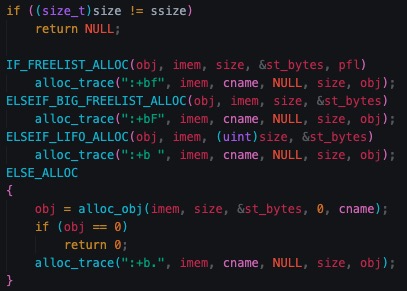 if ((size_t)size != ssize)
    return NULL;

IF_FREELIST_ALLOC(obj, imem, size, &st_bytes, pfl)
    alloc_trace(":+bf", imem, cname, NULL, size, obj);
ELSEIF_BIG_FREELIST_ALLOC(obj, imem, size, &st_bytes)
    alloc_trace(":+bF", imem, cname, NULL, size, obj);
ELSEIF_LIFO_ALLOC(obj, imem, (uint)size, &st_bytes)
    alloc_trace(":+b ", imem, cname, NULL, size, obj);
ELSE_ALLOC
{
    obj = alloc_obj(imem, size, &st_bytes, 0, cname);
    if (obj == 0)
        return 0;
    alloc_trace(":+b.", imem, cname, NULL, size, obj);
}